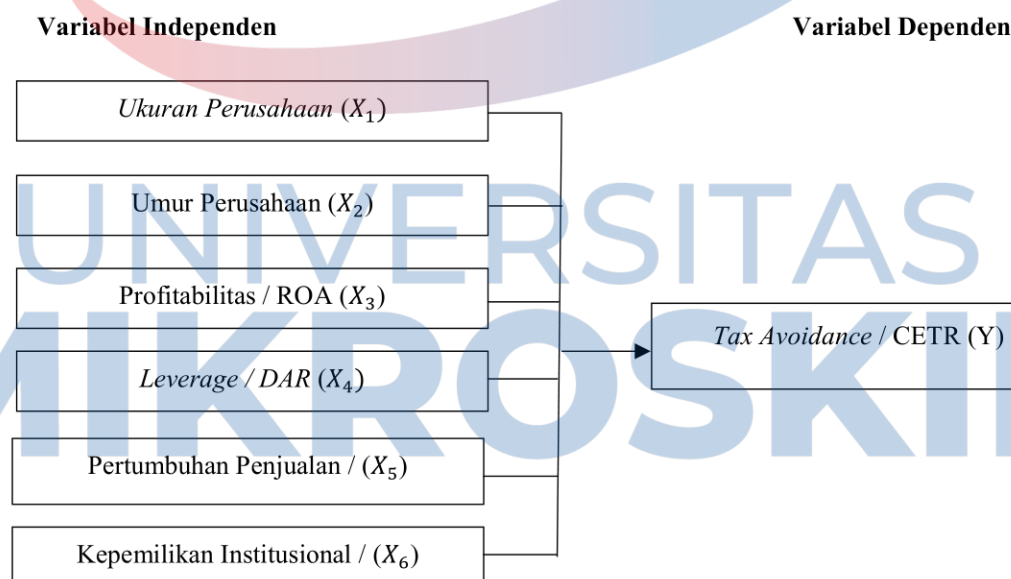 Variabel Independen
Variabel Dependen
Ukuran Perusahaan (X₁)
Umur Perusahaan (X₂)
Profitabilitas / ROA (X₃)
Leverage / DAR (X₄)
Pertumbuhan Penjualan / (X₅)
Kepemilikan Institusional / (X₆)
Tax Avoidance / CETR (Y)
UNIVERSITAS
MIKROSKIL